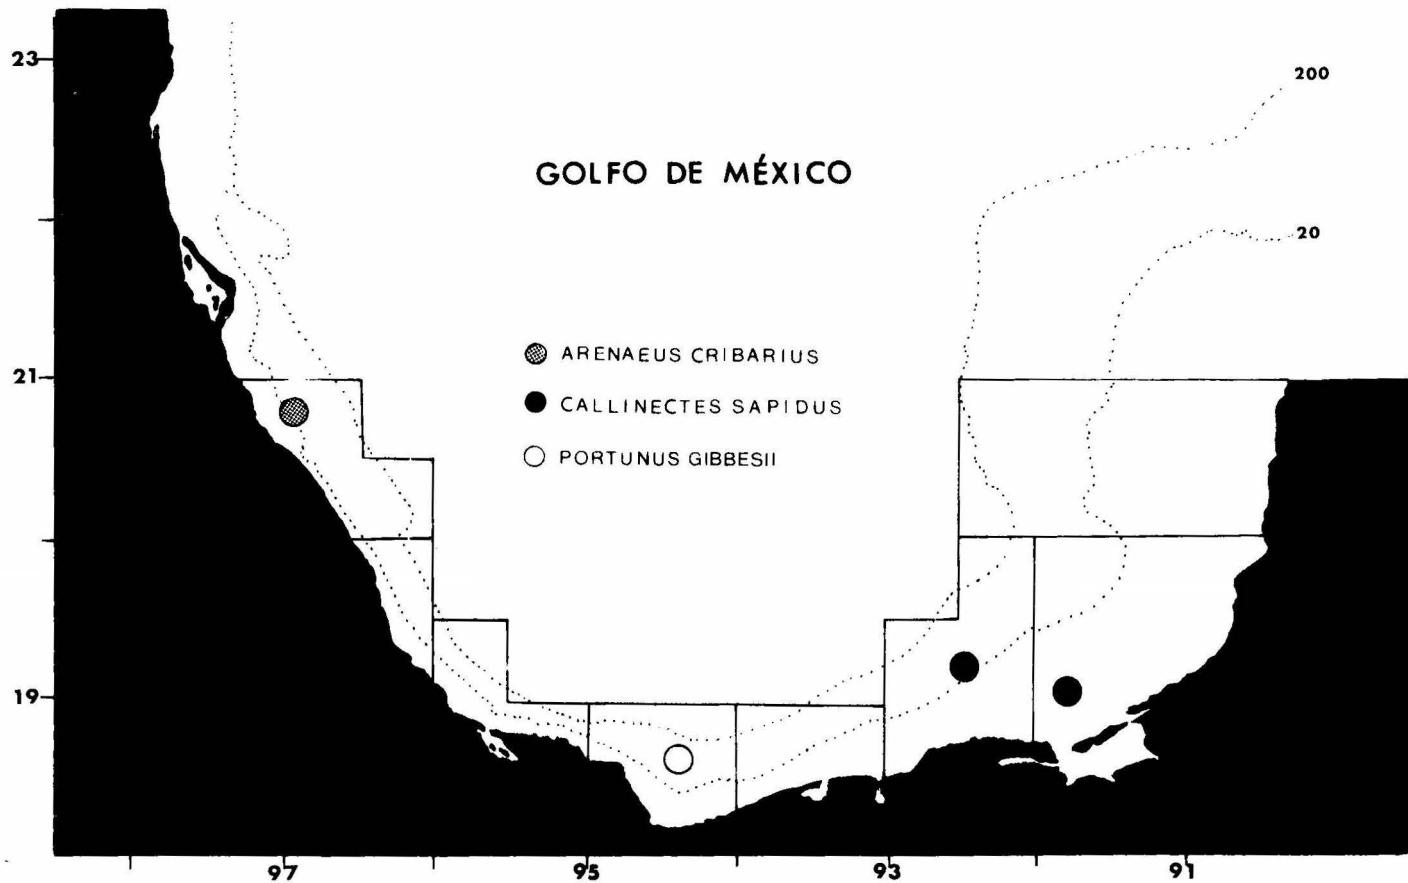 23
200
GOLFO DE MÉXICO
20
ARENAEUS CRIBARIUS
21
CALLINECTES SAPIDUS
PORTUNUS GIBBESII
19
97
95
93
91